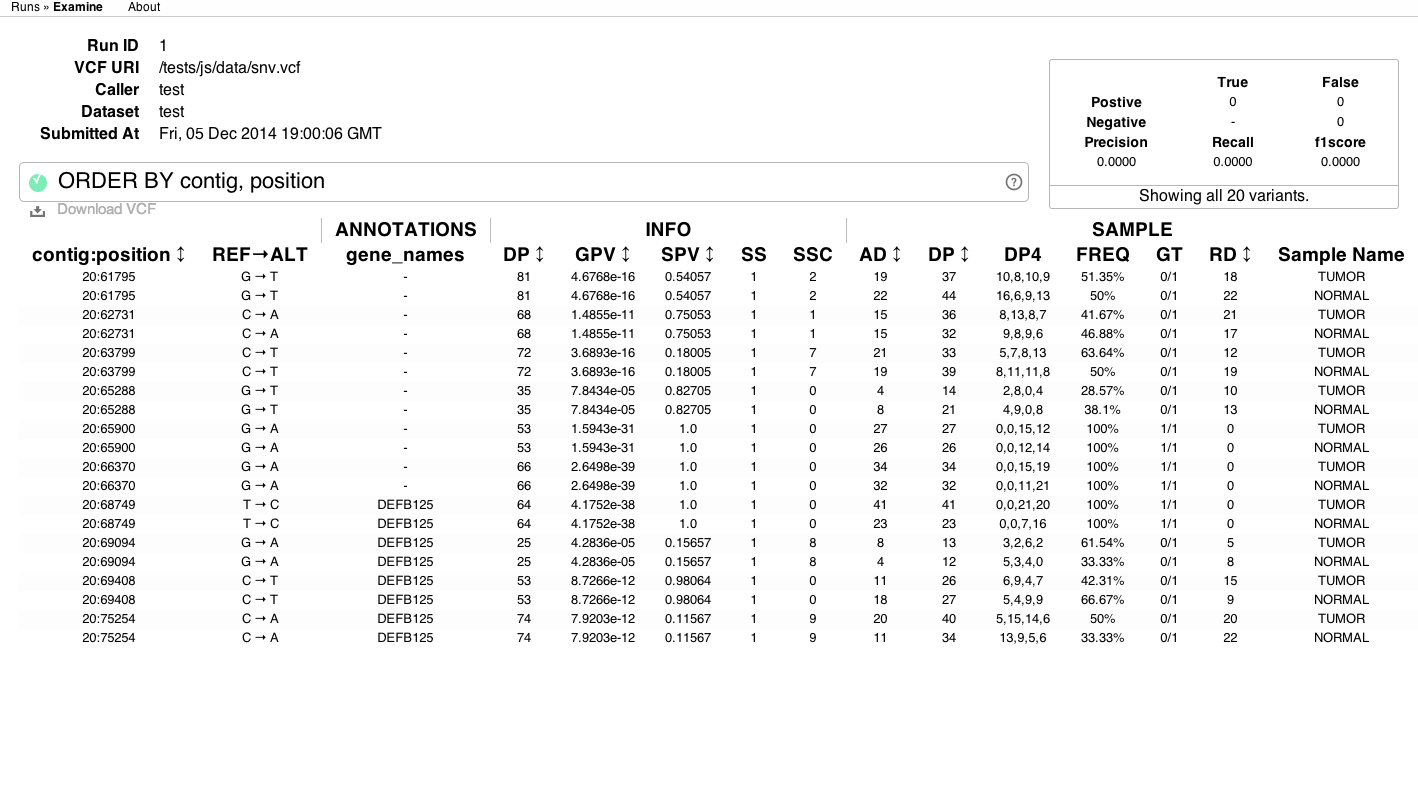 Runs » Examine About
Run ID 1
VCF URI /tests/js/data/snv.vcf
Caller test
Dataset test
Submitted At Fri, 05 Dec 2014 19:00:06 GMT
True False
Postive 0 0
Negative - 0
Precision Recall f1score
0.0000 0.0000 0.0000
Showing all 20 variants.
ORDER BY contig, position ?
Download VCF
ANNOTATIONS INFO SAMPLE
contig:position ↕ REF→ALT gene_names DP ↕ GPV ↕ SPV ↕ SS SSC AD ↕ DP ↕ DP4 FREQ GT RD ↕ Sample Name
20:61795 G → T - 81 4.6768e-16 0.54057 1 2 19 37 10,8,10,9 51.35% 0/1 18 TUMOR
20:61795 G → T - 81 4.6768e-16 0.54057 1 2 22 44 16,6,9,13 50% 0/1 22 NORMAL
20:62731 C → A - 68 1.4855e-11 0.75053 1 1 15 36 8,13,8,7 41.67% 0/1 21 TUMOR
20:62731 C → A - 68 1.4855e-11 0.75053 1 1 15 32 9,8,9,6 46.88% 0/1 17 NORMAL
20:63799 C → T - 72 3.6893e-16 0.18005 1 7 21 33 5,7,8,13 63.64% 0/1 12 TUMOR
20:63799 C → T - 72 3.6893e-16 0.18005 1 7 19 39 8,11,11,8 50% 0/1 19 NORMAL
20:65288 G → T - 35 7.8434e-05 0.82705 1 0 4 14 2,8,0,4 28.57% 0/1 10 TUMOR
20:65288 G → T - 35 7.8434e-05 0.82705 1 0 8 21 4,9,0,8 38.1% 0/1 13 NORMAL
20:65900 G → A - 53 1.5943e-31 1.0 1 0 27 27 0,0,15,12 100% 1/1 0 TUMOR
20:65900 G → A - 53 1.5943e-31 1.0 1 0 26 26 0,0,12,14 100% 1/1 0 NORMAL
20:66370 G → A - 66 2.6498e-39 1.0 1 0 34 34 0,0,15,19 100% 1/1 0 TUMOR
20:66370 G → A - 66 2.6498e-39 1.0 1 0 32 32 0,0,11,21 100% 1/1 0 NORMAL
20:68749 T → C DEFB125 64 4.1752e-38 1.0 1 0 41 41 0,0,21,20 100% 1/1 0 TUMOR
20:68749 T → C DEFB125 64 4.1752e-38 1.0 1 0 23 23 0,0,7,16 100% 1/1 0 NORMAL
20:69094 G → A DEFB125 25 4.2836e-05 0.15657 1 8 8 13 3,2,6,2 61.54% 0/1 5 TUMOR
20:69094 G → A DEFB125 25 4.2836e-05 0.15657 1 8 4 12 5,3,4,0 33.33% 0/1 8 NORMAL
20:69408 C → T DEFB125 53 8.7266e-12 0.98064 1 0 11 26 6,9,4,7 42.31% 0/1 15 TUMOR
20:69408 C → T DEFB125 53 8.7266e-12 0.98064 1 0 18 27 5,4,9,9 66.67% 0/1 9 NORMAL
20:75254 C → A DEFB125 74 7.9203e-12 0.11567 1 9 20 40 5,15,14,6 50% 0/1 20 TUMOR
20:75254 C → A DEFB125 74 7.9203e-12 0.11567 1 9 11 34 13,9,5,6 33.33% 0/1 22 NORMAL